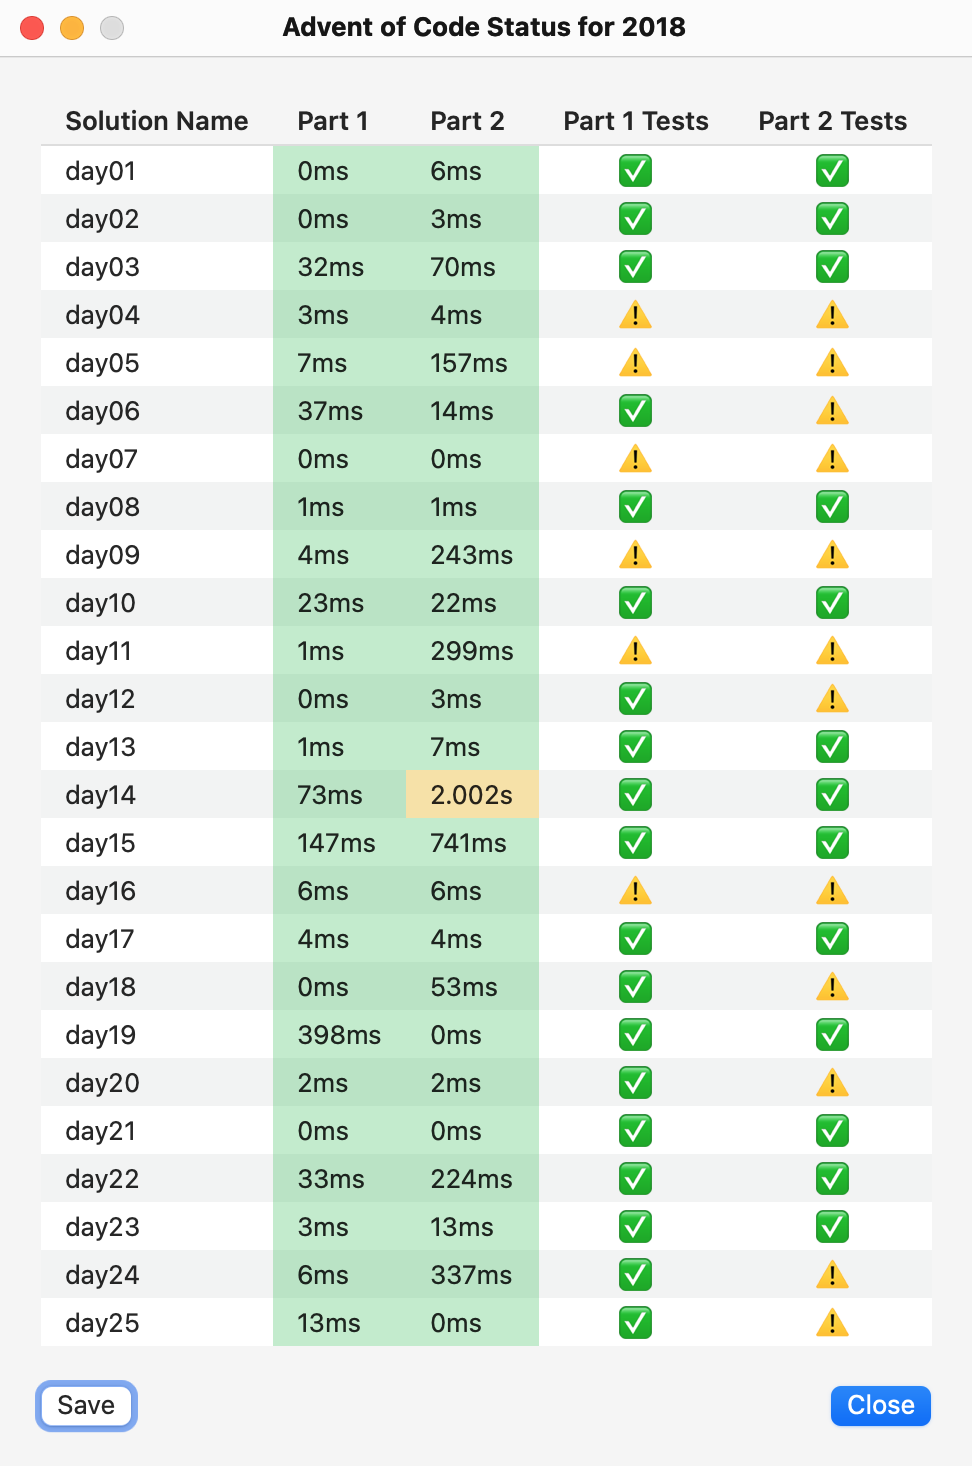 Advent of Code Status for 2018
Solution Name Part 1 Part 2 Part 1 Tests Part 2 Tests
day01 0ms 6ms ✅ ✅
day02 0ms 3ms ✅ ✅
day03 32ms 70ms ✅ ✅
day04 3ms 4ms ⚠️ ⚠️
day05 7ms 157ms ⚠️ ⚠️
day06 37ms 14ms ✅ ⚠️
day07 0ms 0ms ⚠️ ⚠️
day08 1ms 1ms ✅ ✅
day09 4ms 243ms ⚠️ ⚠️
day10 23ms 22ms ✅ ✅
day11 1ms 299ms ⚠️ ⚠️
day12 0ms 3ms ✅ ⚠️
day13 1ms 7ms ✅ ✅
day14 73ms 2.002s ✅ ✅
day15 147ms 741ms ✅ ✅
day16 6ms 6ms ⚠️ ⚠️
day17 4ms 4ms ✅ ✅
day18 0ms 53ms ✅ ⚠️
day19 398ms 0ms ✅ ✅
day20 2ms 2ms ✅ ⚠️
day21 0ms 0ms ✅ ✅
day22 33ms 224ms ✅ ✅
day23 3ms 13ms ✅ ✅
day24 6ms 337ms ✅ ⚠️
day25 13ms 0ms ✅ ⚠️
Save Close